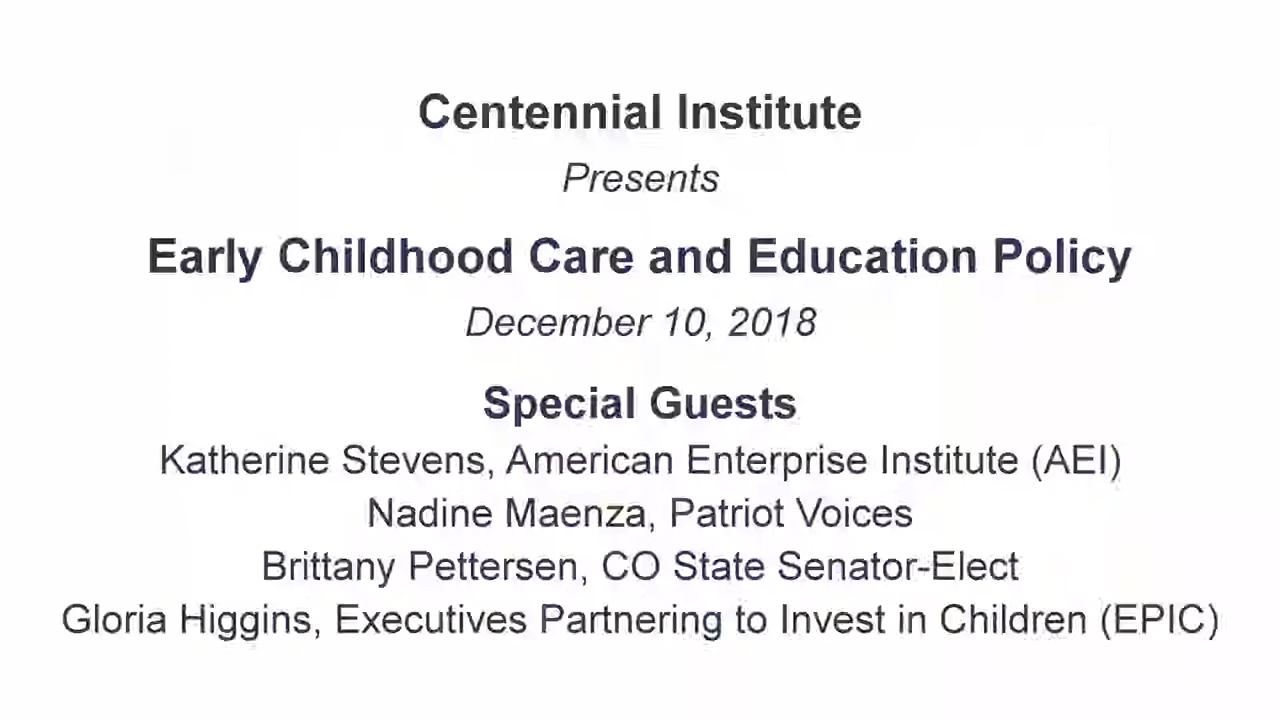 Centennial Institute
Presents
Early Childhood Care and Education Policy
December 10, 2018
Special Guests
Katherine Stevens, American Enterprise Institute (AEI)
Nadine Maenza, Patriot Voices
Brittany Pettersen, CO State Senator-Elect
Gloria Higgins, Executives Partnering to Invest in Children (EPIC)